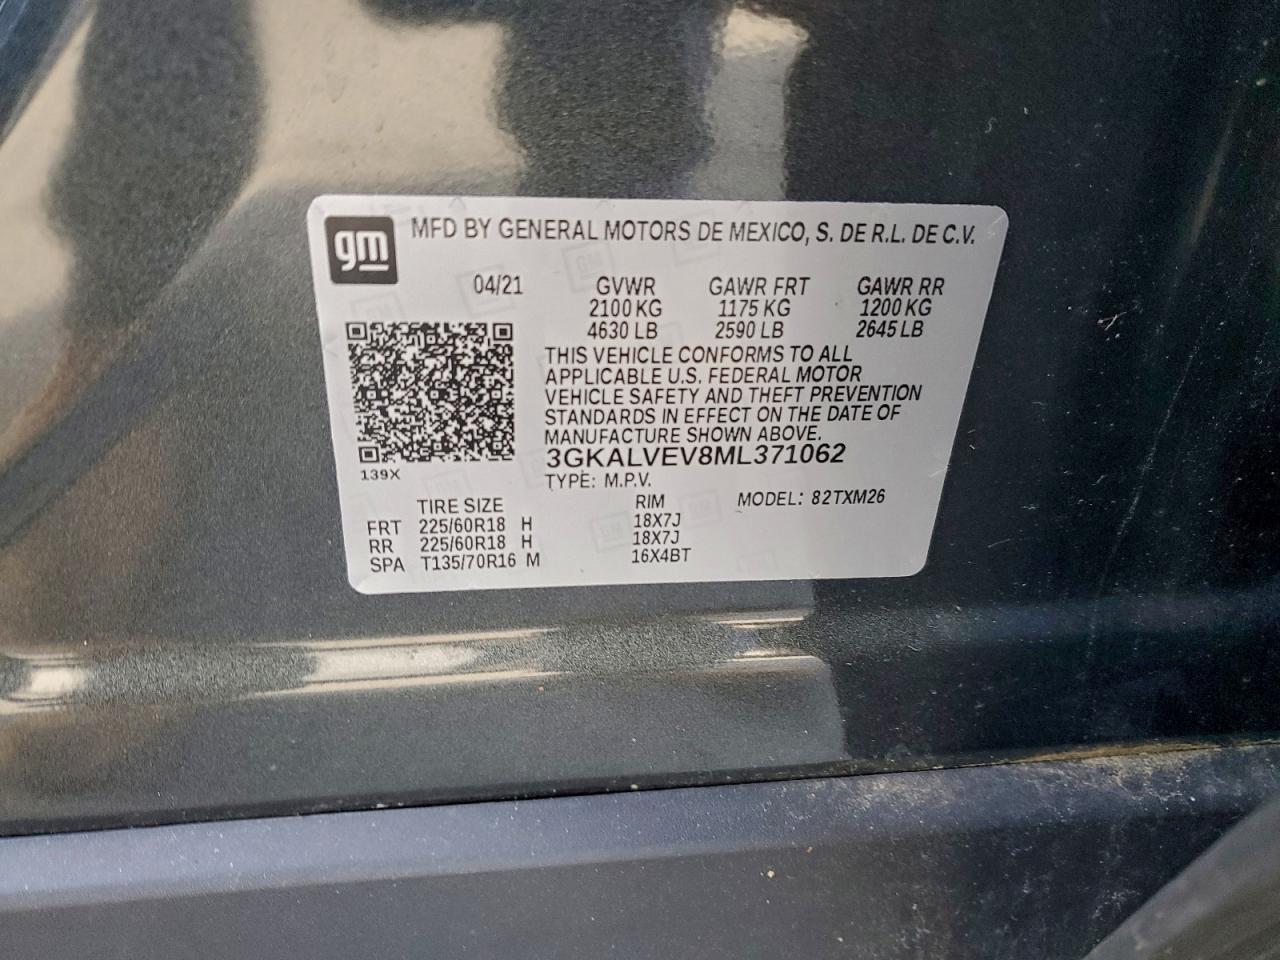 gm
MFD BY GENERAL MOTORS DE MEXICO, S. DE R.L. DE C.V.
04/21 GVWR GAWR FRT GAWR RR
2100 KG 1175 KG 1200 KG
4630 LB 2590 LB 2645 LB
THIS VEHICLE CONFORMS TO ALL
APPLICABLE U.S. FEDERAL MOTOR
VEHICLE SAFETY AND THEFT PREVENTION
STANDARDS IN EFFECT ON THE DATE OF
MANUFACTURE SHOWN ABOVE.
3GKALVEV8ML371062
139X
TYPE: M.P.V.
TIRE SIZE RIM MODEL: 82TXM26
FRT 225/60R18 H 18X7J
RR 225/60R18 H 18X7J
SPA T135/70R16 M 16X4BT